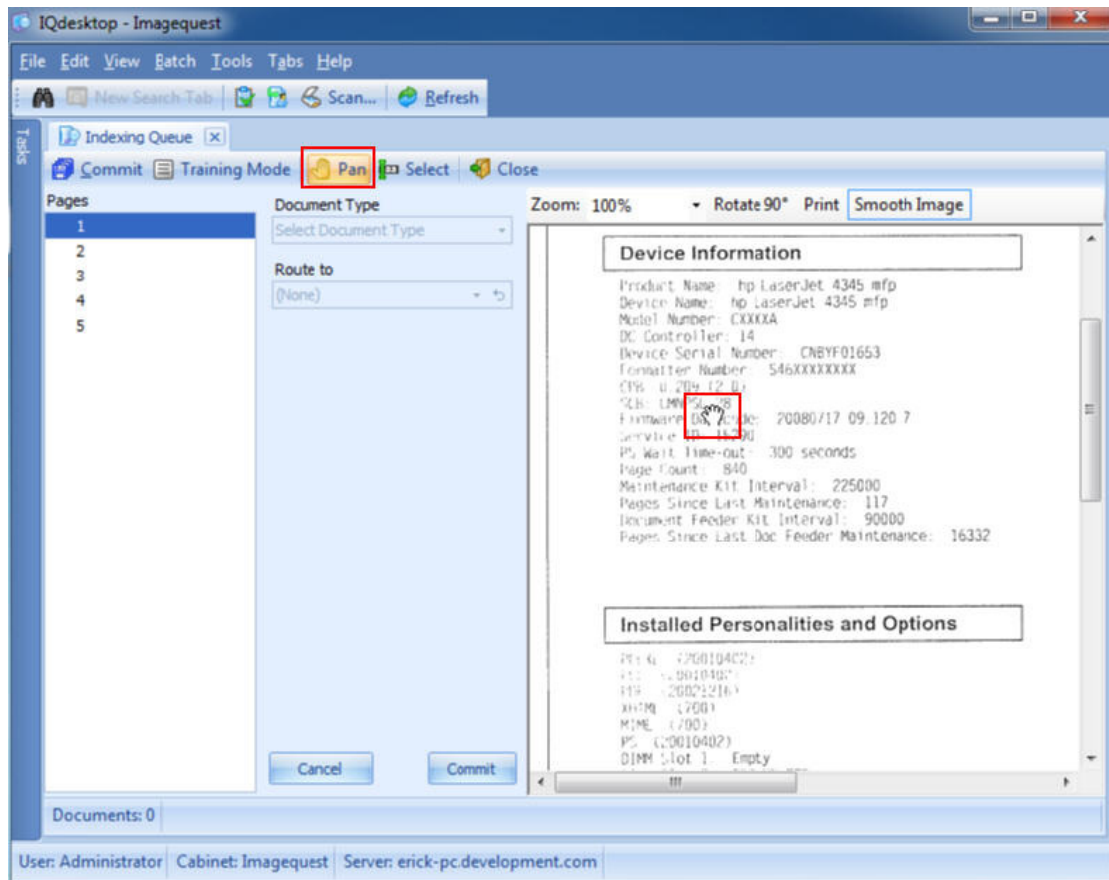 IQdesktop - Imagequest
File Edit View Batch Tools Tabs Help
New Search Tab Scan... Refresh
Tasks
Indexing Queue
Commit Training Mode Pan Select Close
Pages
1
2
3
4
5
Document Type
Select Document Type
Route to
(None)
Cancel Commit
Zoom: 100% Rotate 90° Print Smooth Image
Device Information
Product Name: hp LaserJet 4345 mfp
Device Name: hp LaserJet 4345 mfp
Model Number: CXXXXA
DC Controller: 14
Device Serial Number: CNBYF01653
Formatter Number: 546XXXXXXXX
Firmware 20080717 09.120 7
Service ID:
PS Wait Time-out: 300 seconds
Page Count: 840
Maintenance Kit Interval: 225000
Pages Since Last Maintenance: 117
Document Feeder Kit Interval: 90000
Pages Since Last Doc Feeder Maintenance: 16332
Installed Personalities and Options
(20010402)
XHTML (700)
MIME (700)
PS (20010402)
DIMM Slot 1. Empty
Documents: 0
User: Administrator Cabinet: Imagequest Server: erick-pc.development.com